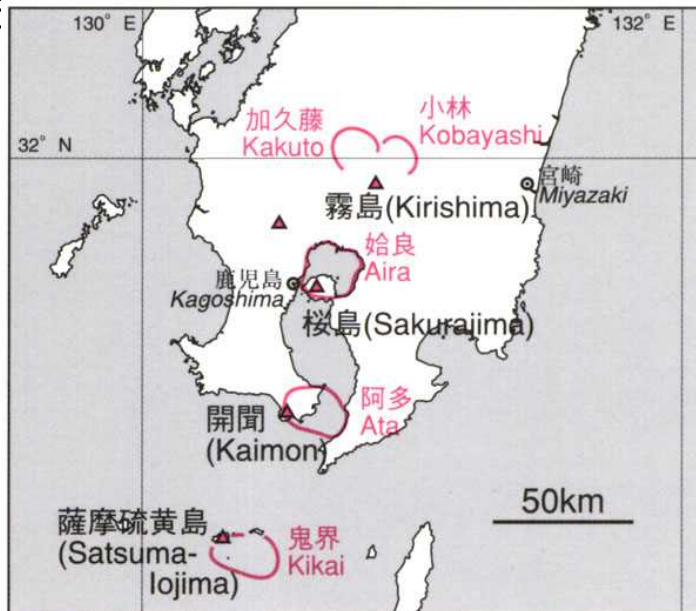 130° E
132° E
加久藤
Kakuto
小林
Kobayashi
32° N
霧島(Kirishima)
宮崎
Miyazaki
姶良
Aira
鹿児島
Kagoshima
桜島(Sakurajima)
開聞
(Kaimon)
阿多
Ata
50km
薩摩硫黄島
(Satsuma-
Iojima)
鬼界
Kikai